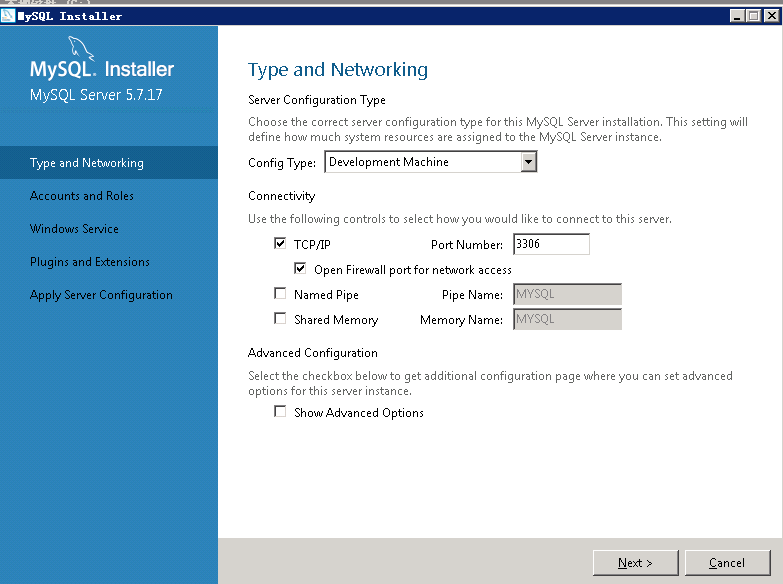 MySQL Installer
MySQL. Installer
MySQL Server 5.7.17
Type and Networking
Accounts and Roles
Windows Service
Plugins and Extensions
Apply Server Configuration
Type and Networking
Server Configuration Type
Choose the correct server configuration type for this MySQL Server installation. This setting will
define how much system resources are assigned to the MySQL Server instance.
Config Type: Development Machine
Connectivity
Use the following controls to select how you would like to connect to this server.
TCP/IP Port Number: 3306
Open Firewall port for network access
Named Pipe Pipe Name: MYSQL
Shared Memory Memory Name: MYSQL
Advanced Configuration
Select the checkbox below to get additional configuration page where you can set advanced
options for this server instance.
Show Advanced Options
Next > Cancel